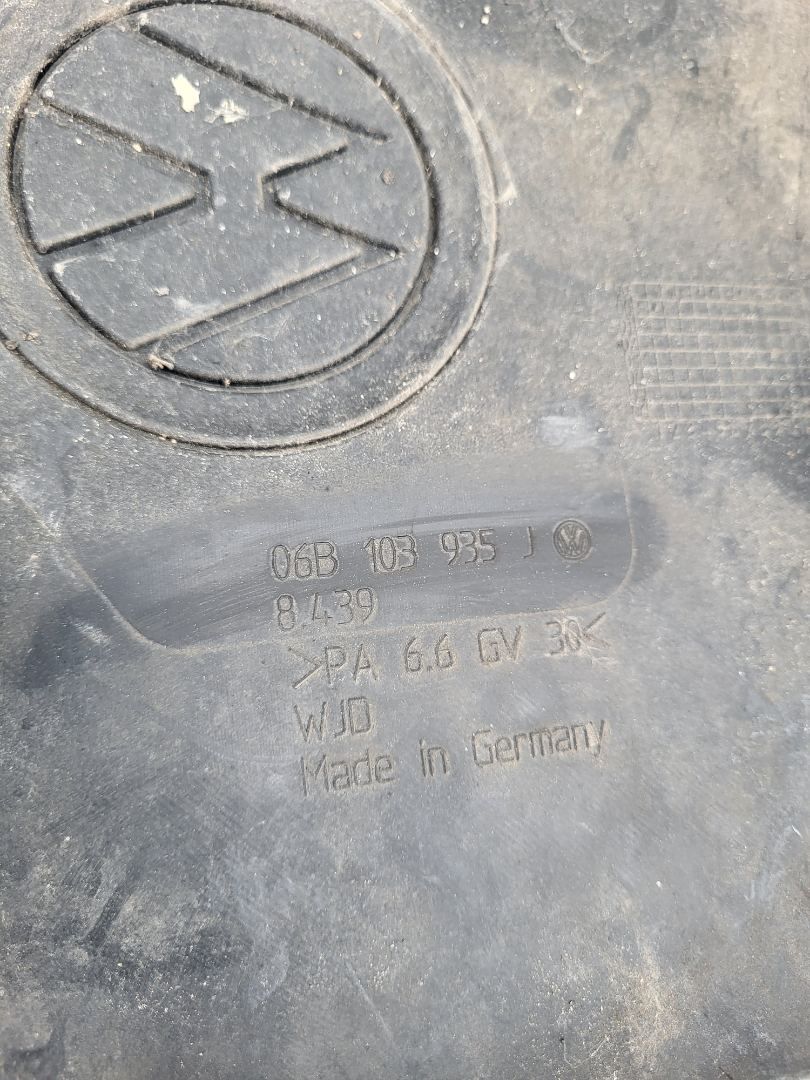 06B 103 935 J
8.439
>PA 6.6 GV 30<
WJD
Made in Germany